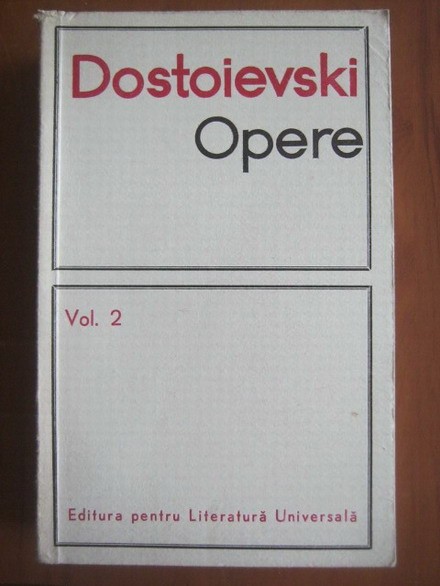 Dostoievski
Opere
Vol. 2
Editura pentru Literatură Universală